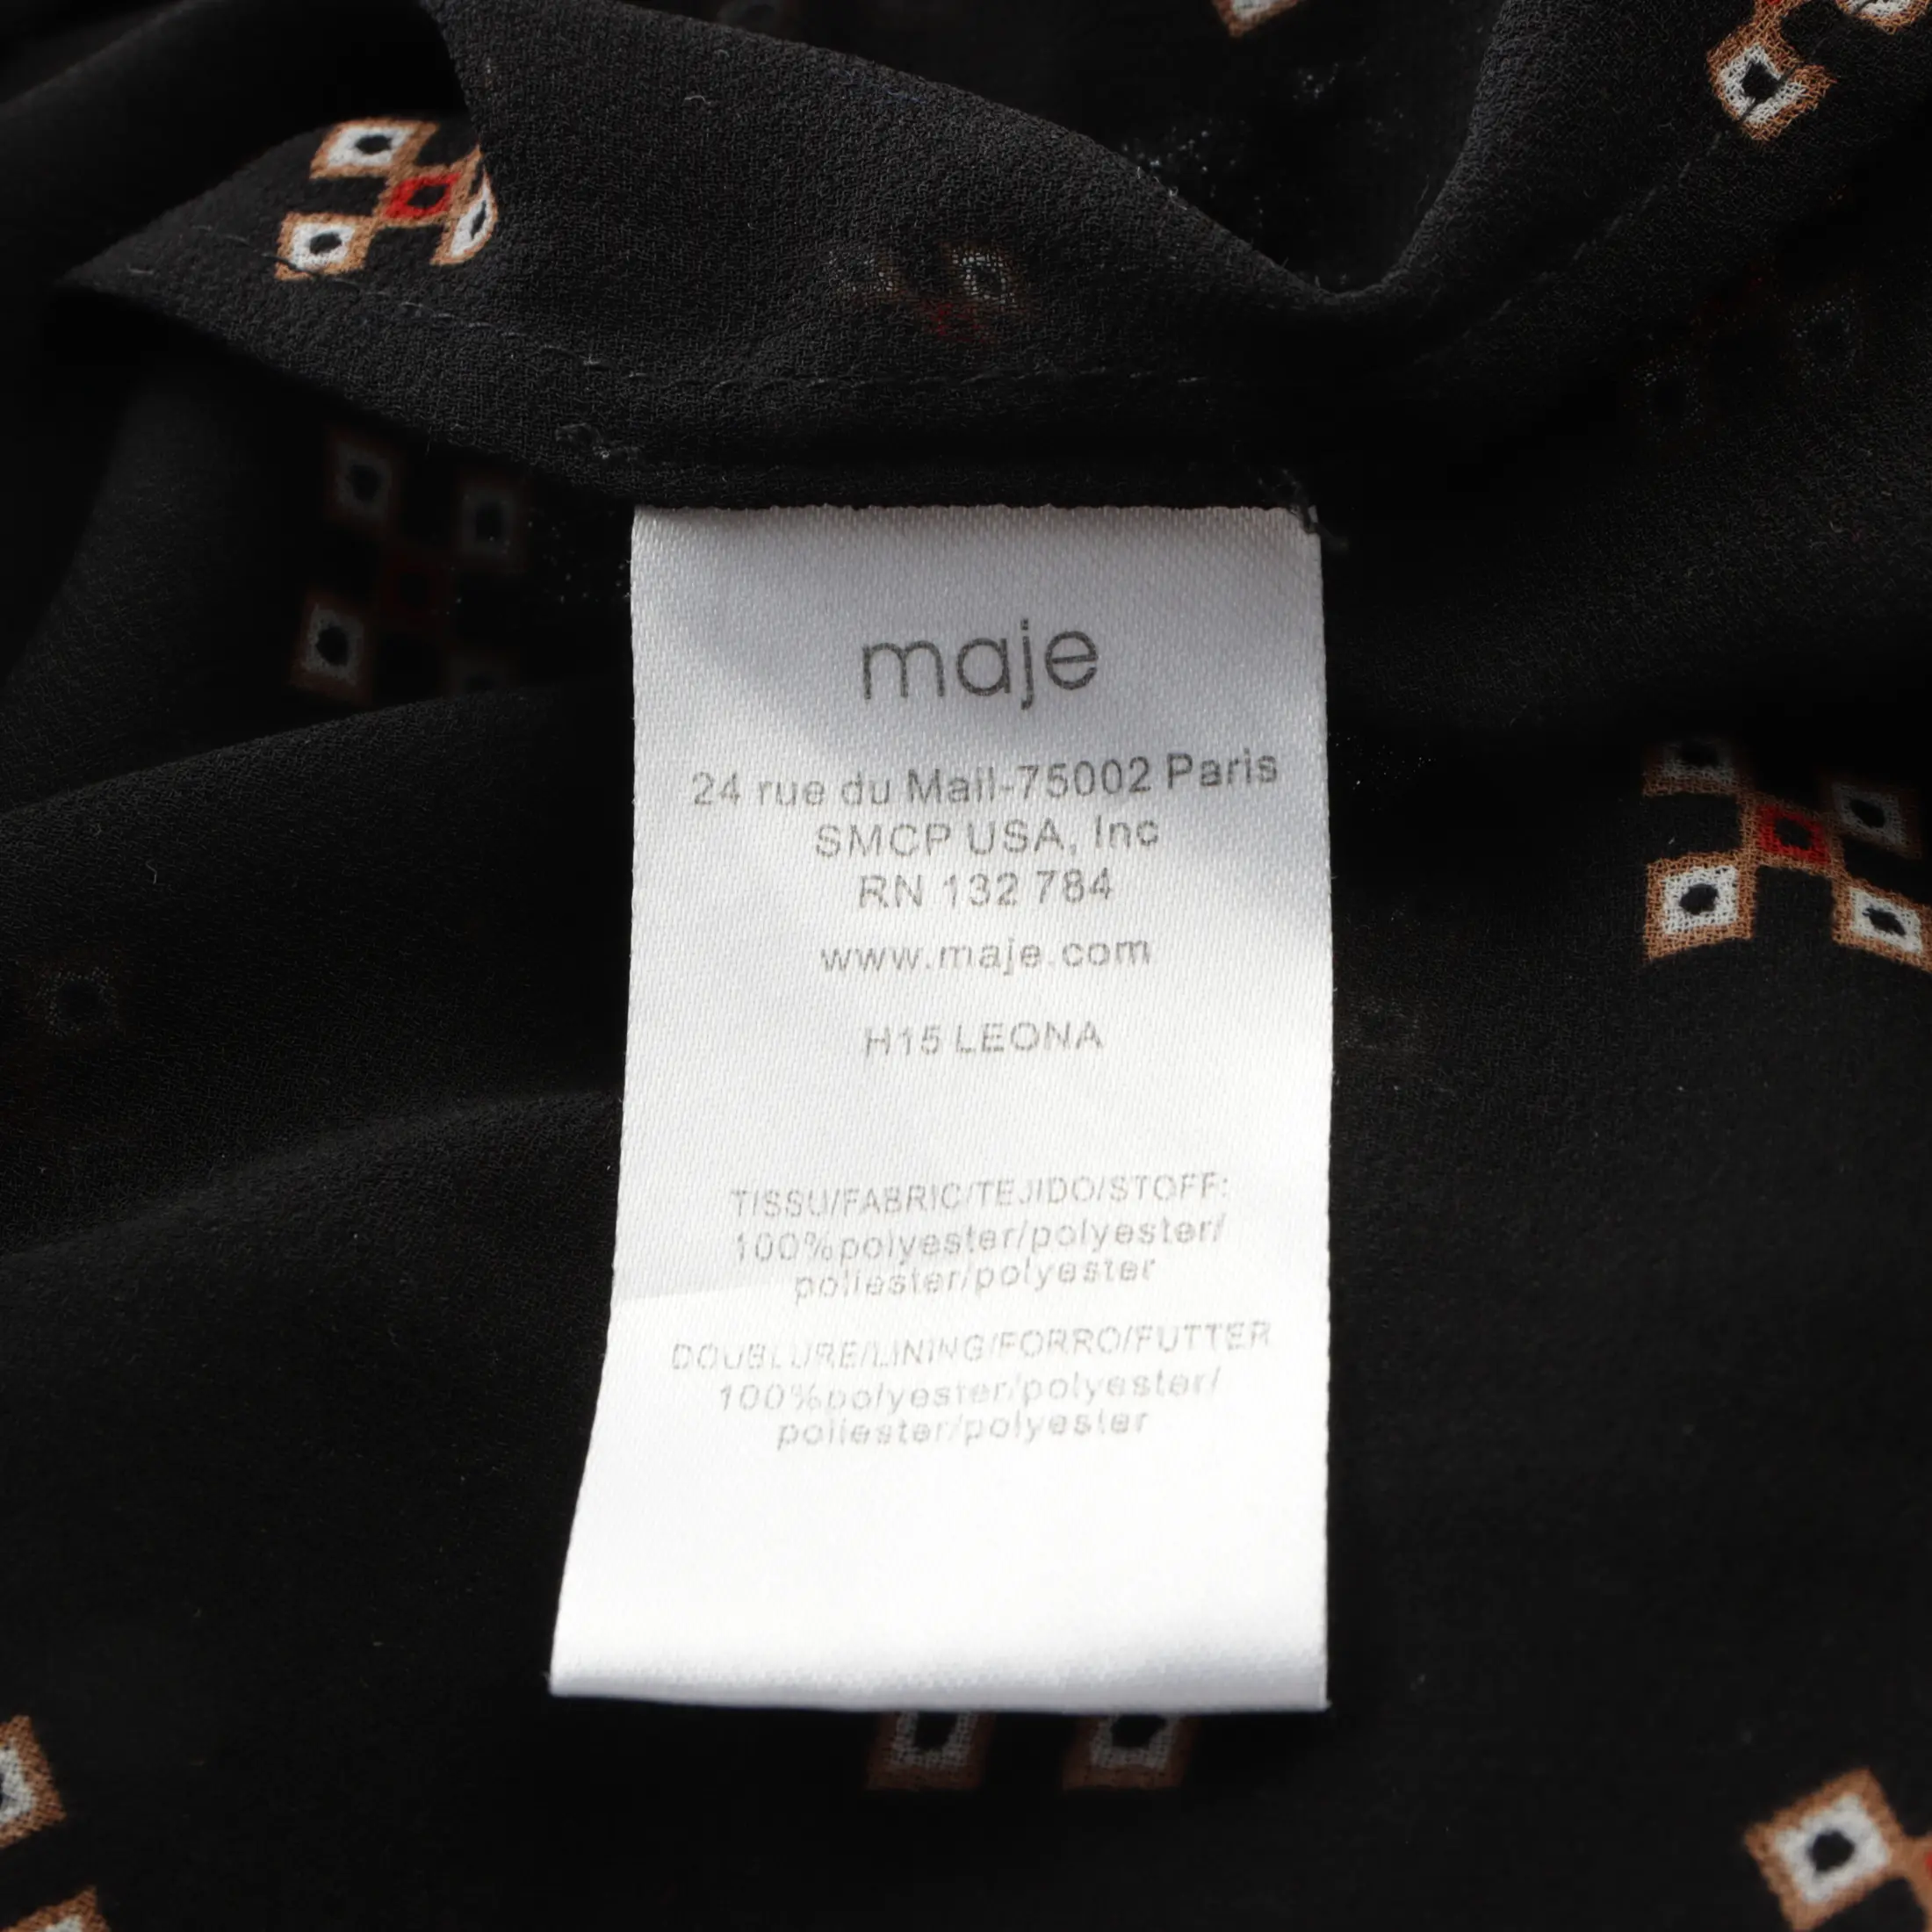 maje
24 rue du Mail-75002 Paris
SMCP USA, Inc
RN 132 784
www.maje.com
H15 LEONA
TISSU/FABRIC/TEJIDO/STOFF:
100%polyester/polyester/
poliester/polyester
DOUBLURE/LINING/FORRO/FUTTER
100%polyester/polyester/
poliester/polyester